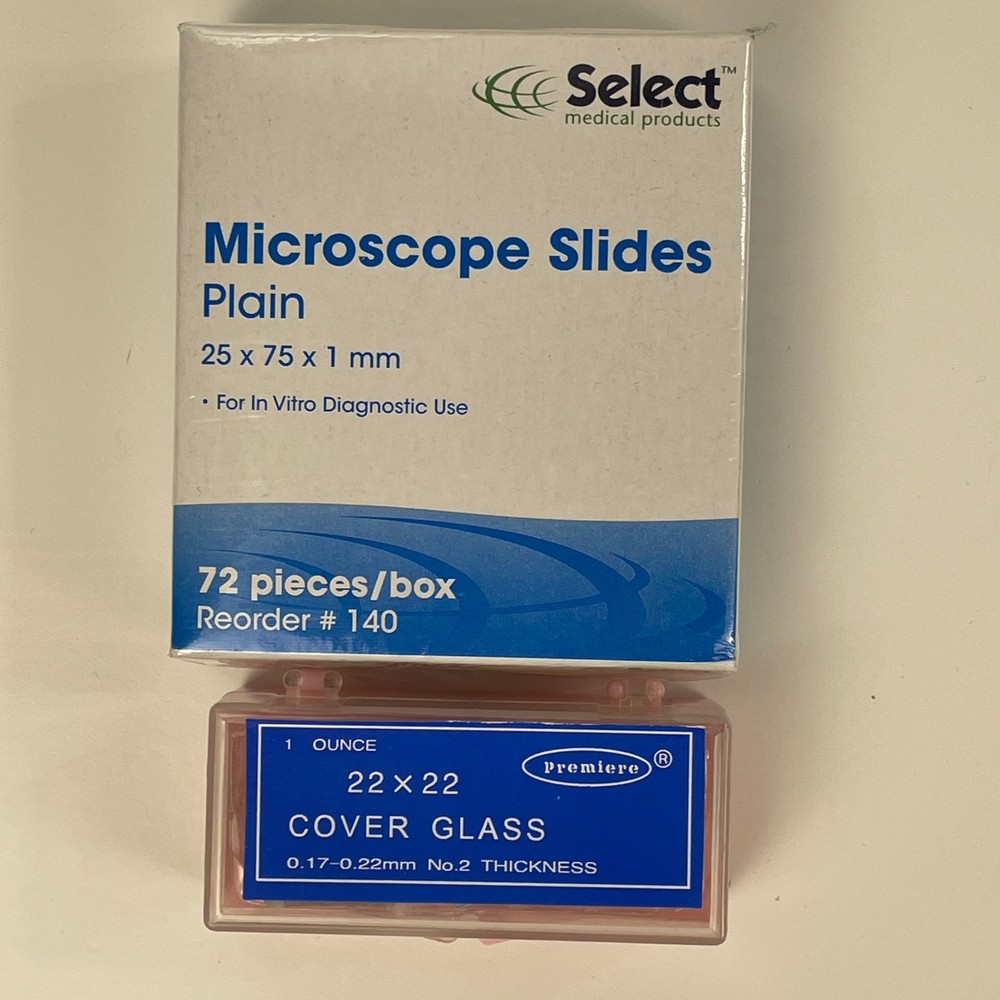 Select™
medical products
Microscope Slides
Plain
25 x 75 x 1 mm
• For In Vitro Diagnostic Use
72 pieces/box
Reorder # 140
1 OUNCE
premiere®
22×22
COVER GLASS
0.17-0.22mm No.2 THICKNESS